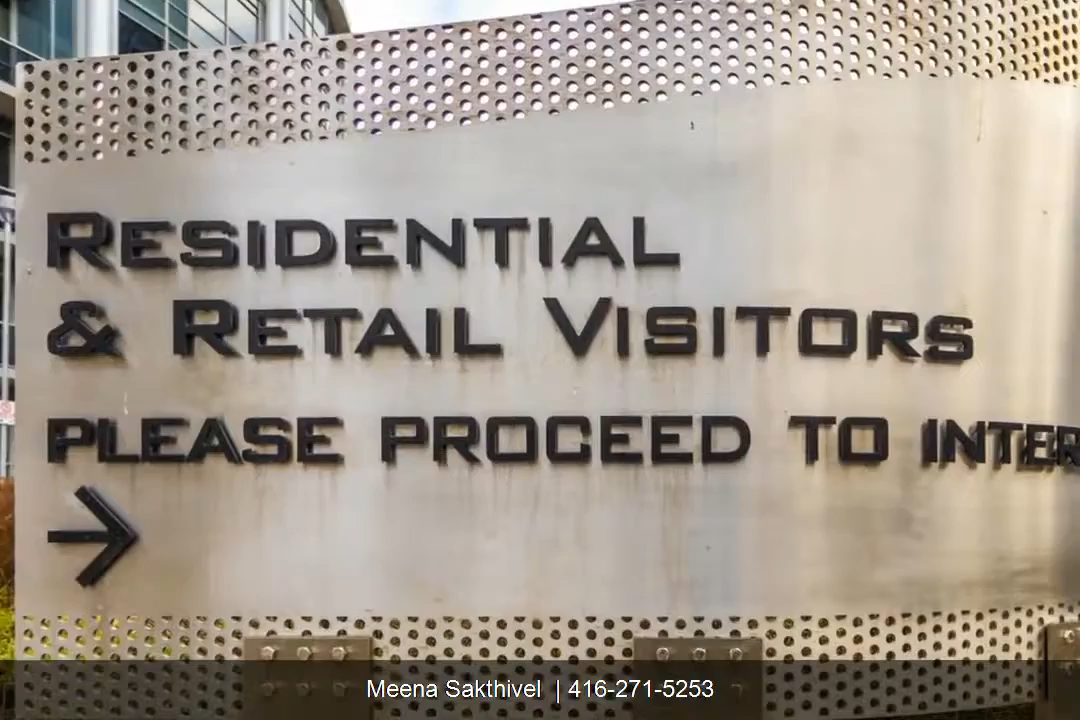 RESIDENTIAL
& RETAIL VISITORS
PLEASE PROCEED TO
Meena Sakthivel | 416-271-5253